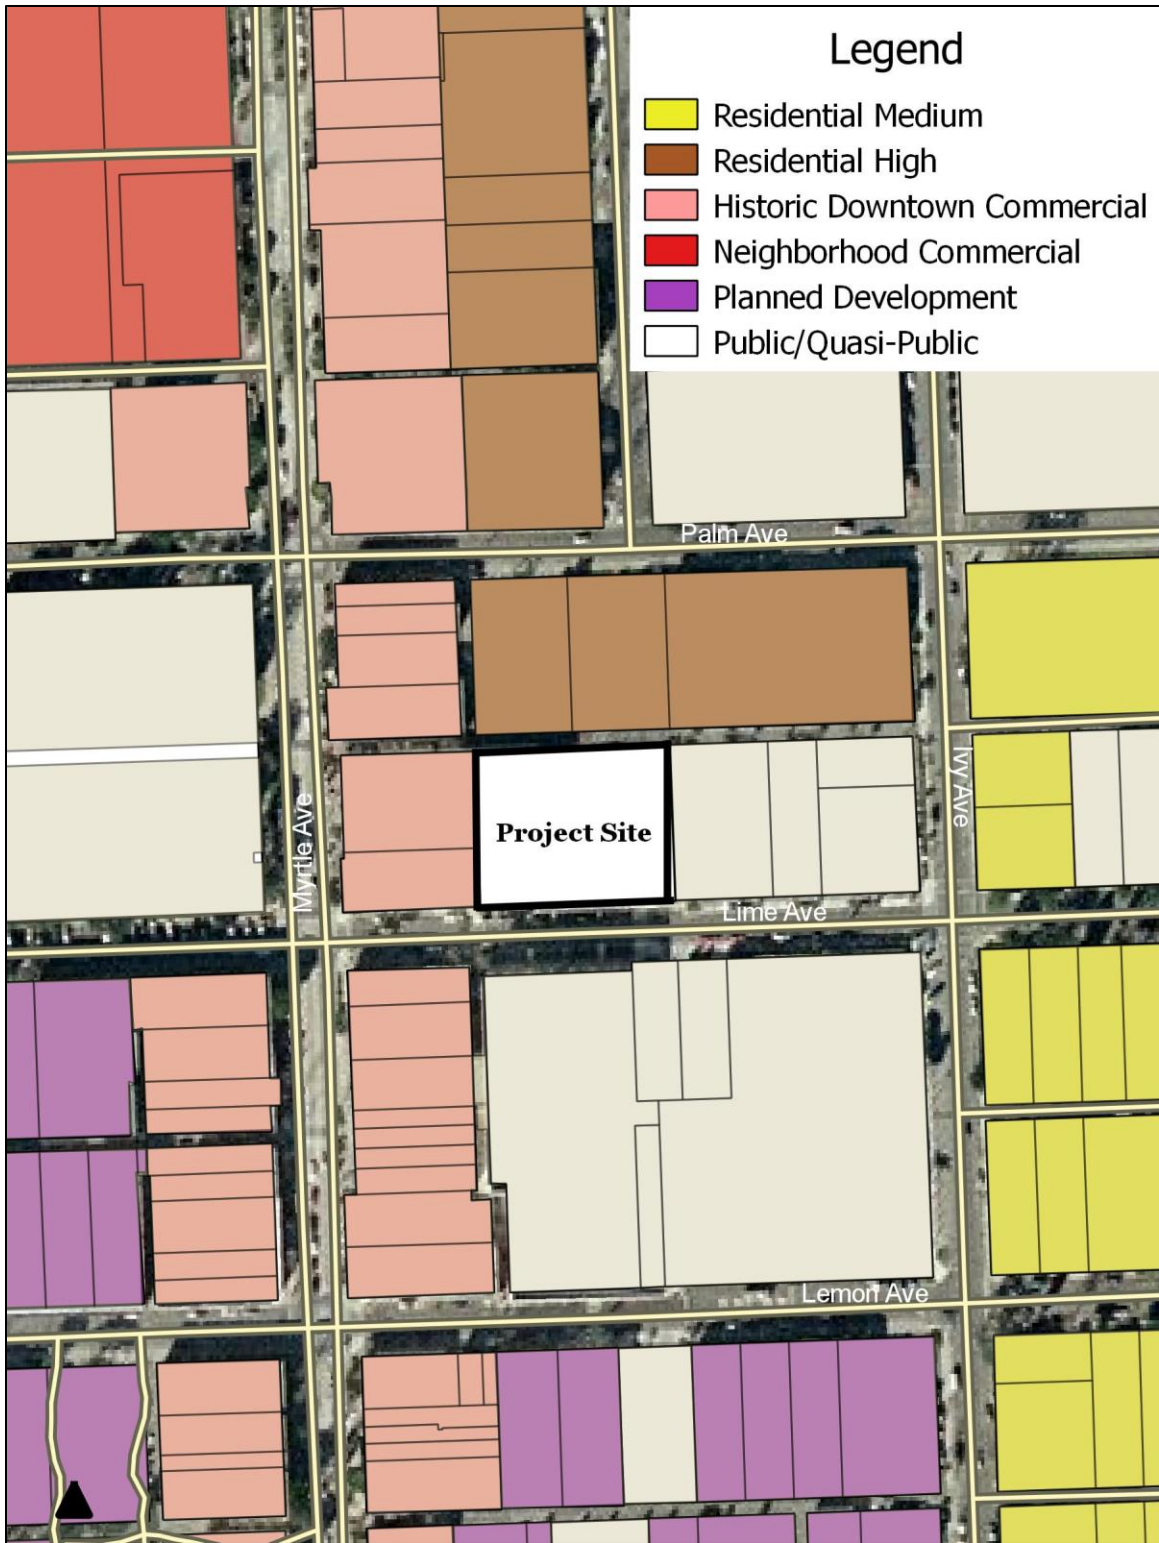 Legend
Residential Medium
Residential High
Historic Downtown Commercial
Neighborhood Commercial
Planned Development
Public/Quasi-Public
Palm Ave
Ivy Ave
Myrtle Ave
Project Site
Lime Ave
Lemon Ave